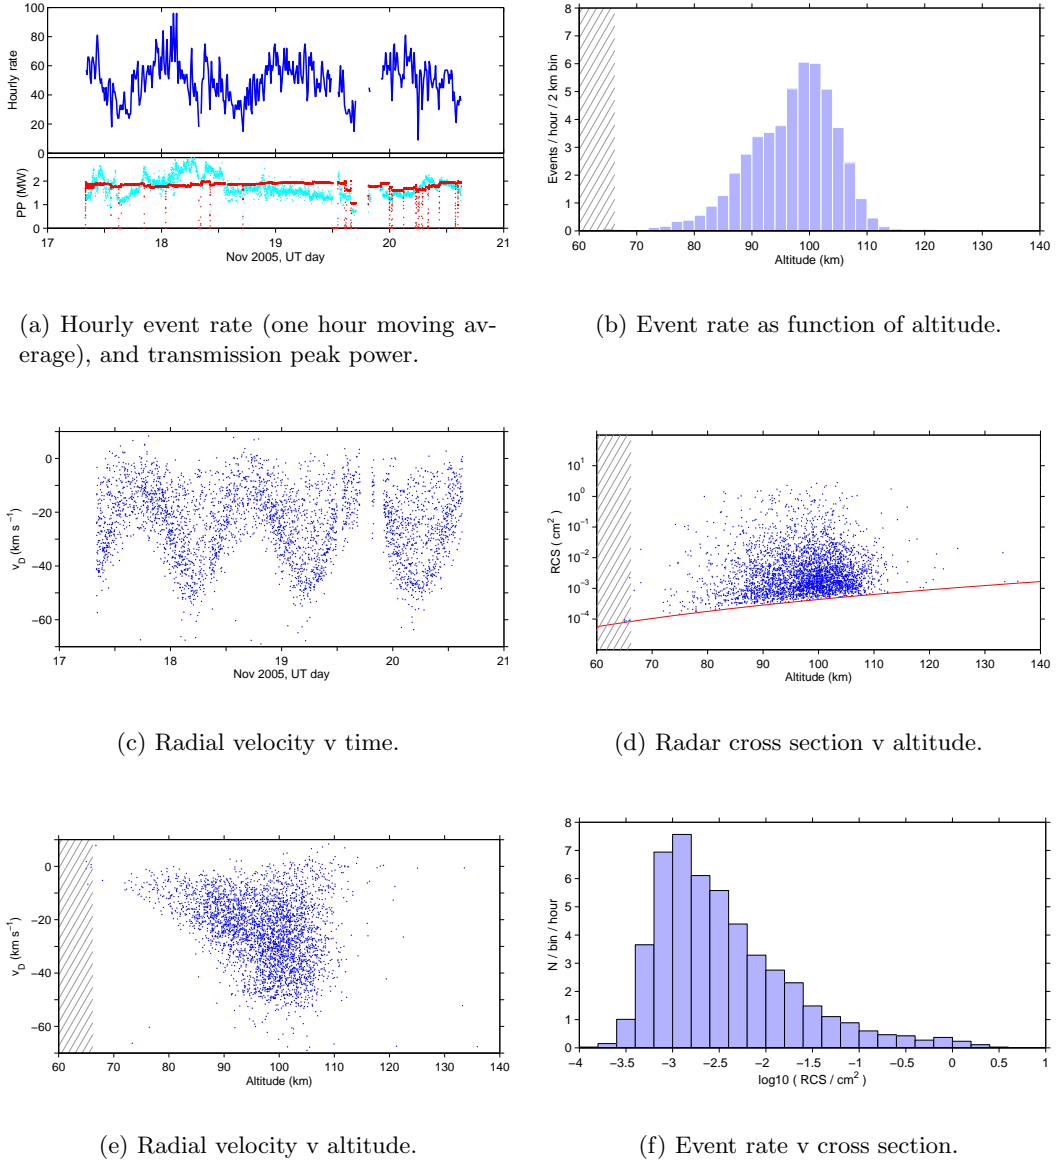 100
80
60
40
20
0
Hourly rate
2
1
0
PP (MW)
17 18 19 20 21
Nov 2005, UT day
8
7
6
5
4
3
2
1
0
Events / hour / 2 km bin
60 70 80 90 100 110 120 130 140
Altitude (km)
(a) Hourly event rate (one hour moving av-
erage), and transmission peak power.
(b) Event rate as function of altitude.
0
−20
−40
−60
v_D (km s⁻¹)
17 18 19 20 21
Nov 2005, UT day
10¹
10⁰
10⁻¹
10⁻²
10⁻³
10⁻⁴
RCS ( cm² )
60 70 80 90 100 110 120 130 140
Altitude (km)
(c) Radial velocity v time.
(d) Radar cross section v altitude.
0
−20
−40
−60
v_D (km s⁻¹)
60 70 80 90 100 110 120 130 140
Altitude (km)
8
7
6
5
4
3
2
1
0
N / bin / hour
−4 −3.5 −3 −2.5 −2 −1.5 −1 −0.5 0 0.5 1
log10 ( RCS / cm² )
(e) Radial velocity v altitude.
(f) Event rate v cross section.